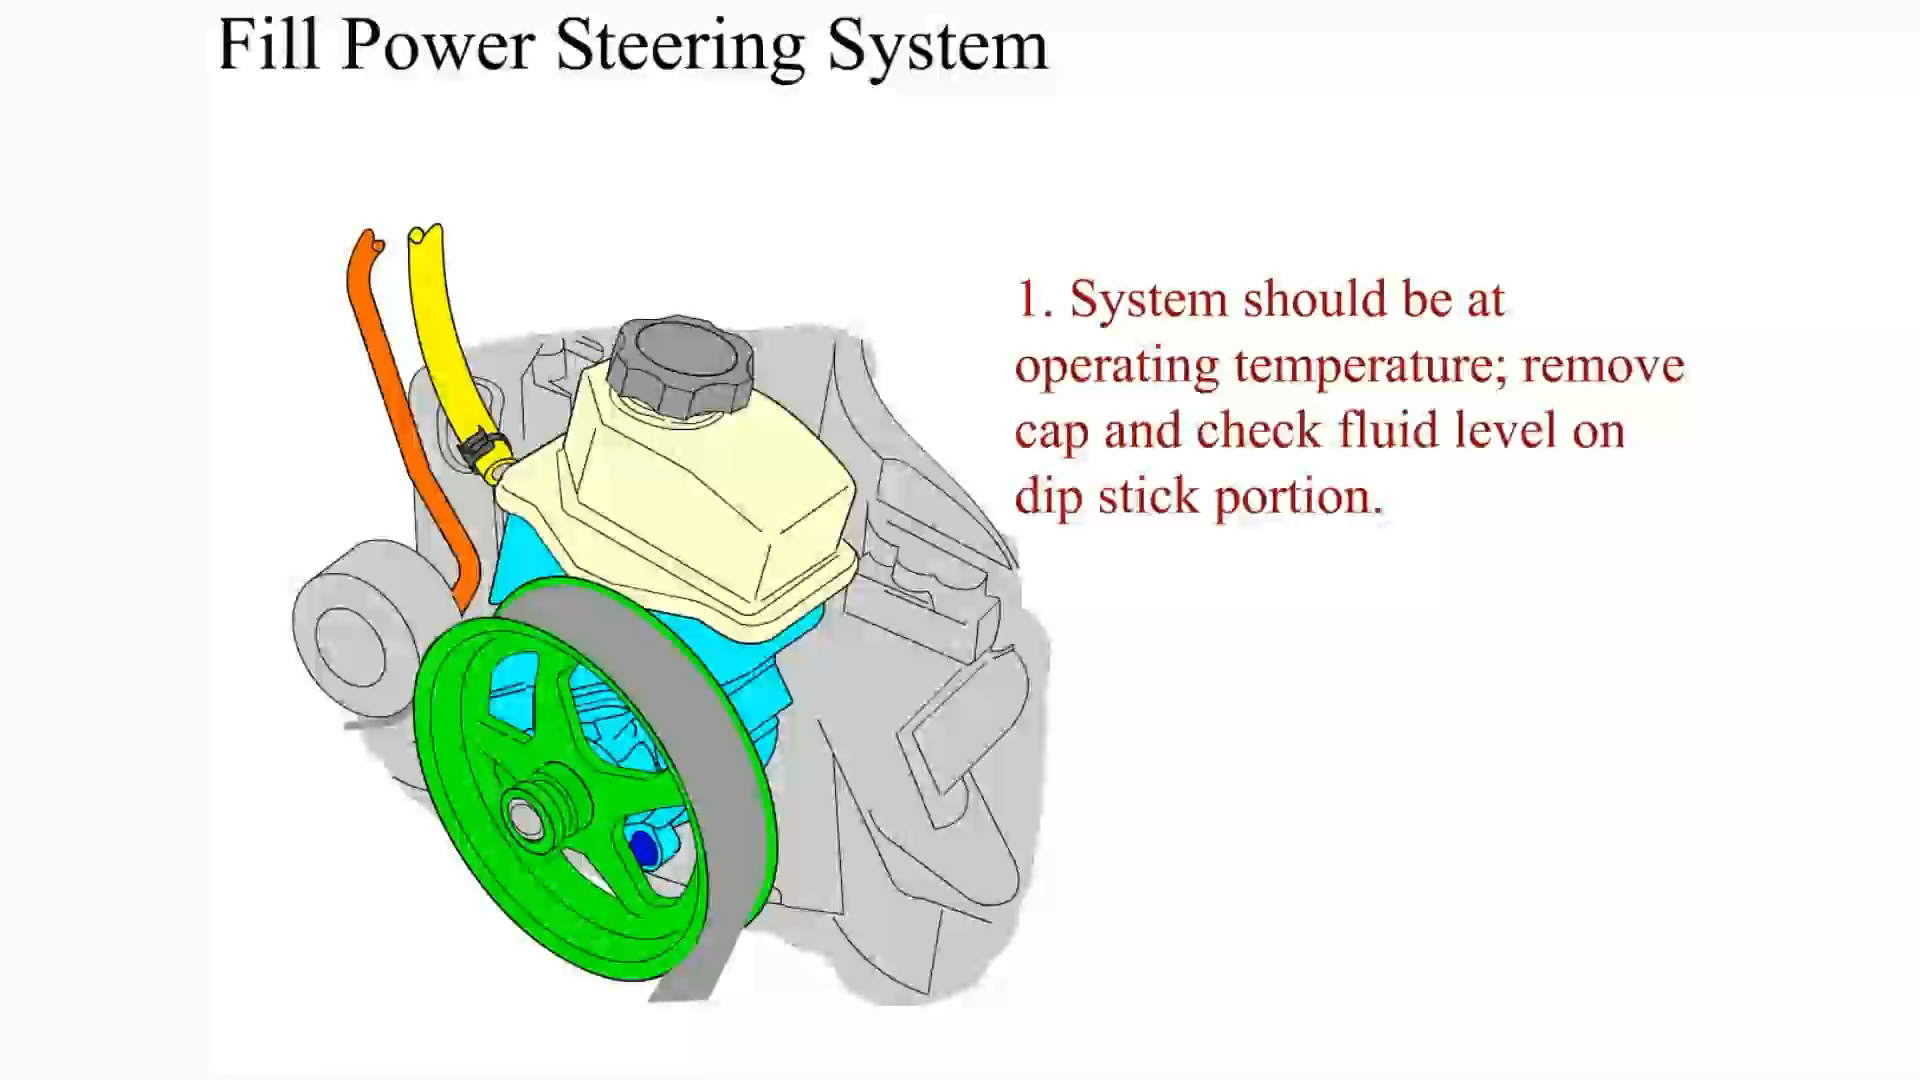 Fill Power Steering System
1. System should be at
operating temperature; remove
cap and check fluid level on
dip stick portion.